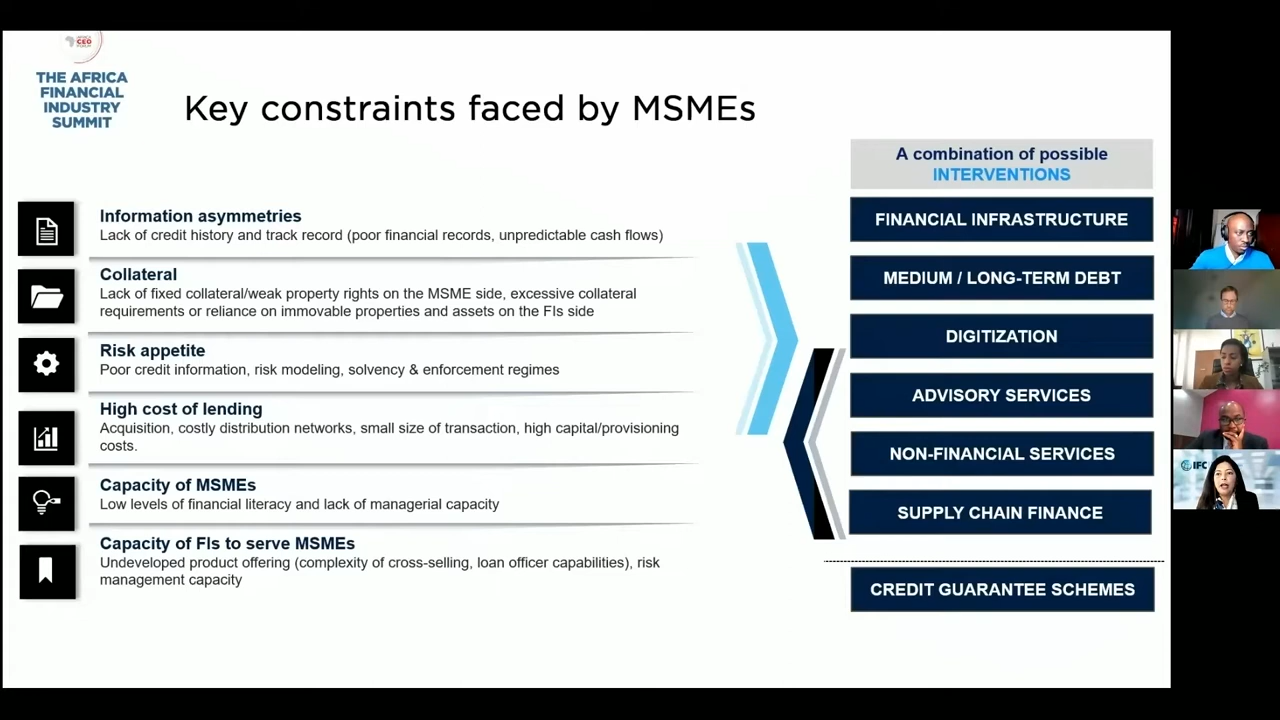 AFRICA
CEO
FORUM
THE AFRICA
FINANCIAL
INDUSTRY
SUMMIT
Key constraints faced by MSMEs
Information asymmetries
Lack of credit history and track record (poor financial records, unpredictable cash flows)
Collateral
Lack of fixed collateral/weak property rights on the MSME side, excessive collateral
requirements or reliance on immovable properties and assets on the FIs side
Risk appetite
Poor credit information, risk modeling, solvency & enforcement regimes
High cost of lending
Acquisition, costly distribution networks, small size of transaction, high capital/provisioning
costs.
Capacity of MSMEs
Low levels of financial literacy and lack of managerial capacity
Capacity of FIs to serve MSMEs
Undeveloped product offering (complexity of cross-selling, loan officer capabilities), risk
management capacity
A combination of possible
INTERVENTIONS
FINANCIAL INFRASTRUCTURE
MEDIUM / LONG-TERM DEBT
DIGITIZATION
ADVISORY SERVICES
NON-FINANCIAL SERVICES
SUPPLY CHAIN FINANCE
CREDIT GUARANTEE SCHEMES
IFC